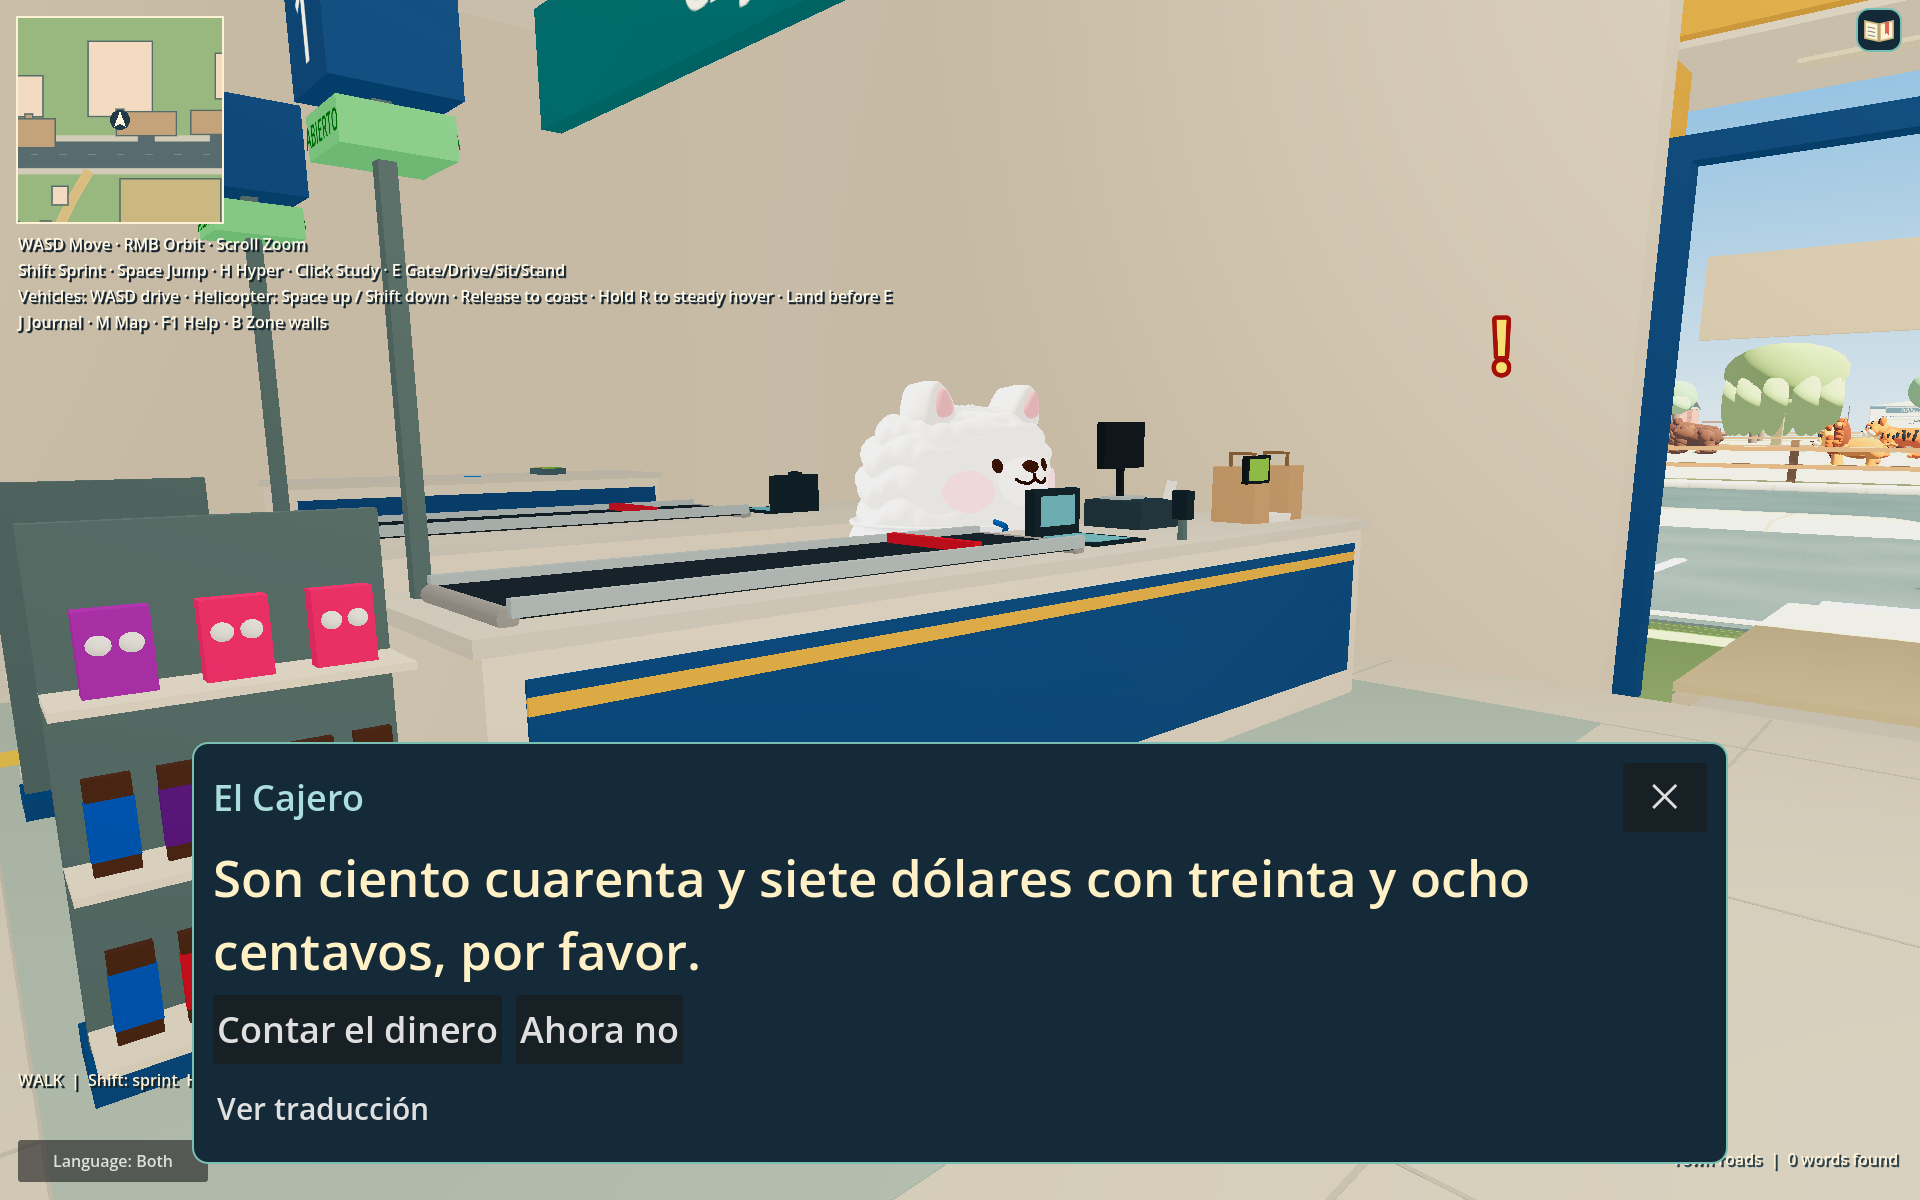 ABIERTO
WASD Move · RMB Orbit · Scroll Zoom
Shift Sprint · Space Jump · H Hyper · Click Study · E Gate/Drive/Sit/Stand
Vehicles: WASD drive · Helicopter: Space up / Shift down · Release to coast · Hold R to steady hover · Land before E
J Journal · M Map · F1 Help · B Zone walls
El Cajero
Son ciento cuarenta y siete dólares con treinta y ocho
centavos, por favor.
Contar el dinero
Ahora no
Ver traducción
WALK | Shift: sprint
Language: Both
roads | 0 words found